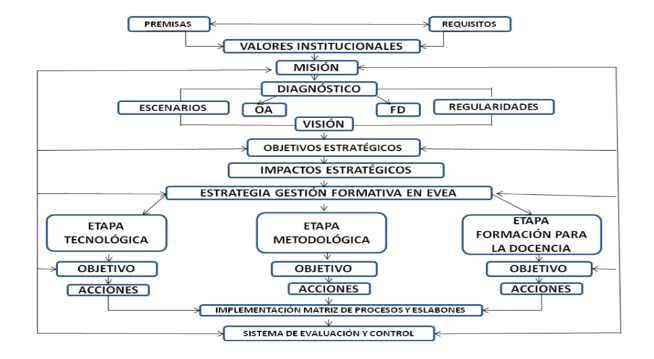 PREMISAS
REQUISITOS
VALORES INSTITUCIONALES
MISIÓN
DIAGNÓSTICO
ESCENARIOS
OA
FD
REGULARIDADES
VISIÓN
OBJETIVOS ESTRATÉGICOS
IMPACTOS ESTRATÉGICOS
ESTRATEGIA GESTIÓN FORMATIVA EN EVEA
ETAPA
TECNOLÓGICA
ETAPA
METODOLÓGICA
ETAPA
FORMACIÓN PARA
LA DOCENCIA
OBJETIVO
OBJETIVO
OBJETIVO
ACCIONES
ACCIONES
ACCIONES
IMPLEMENTACIÓN MATRIZ DE PROCESOS Y ESLABONES
SISTEMA DE EVALUACIÓN Y CONTROL